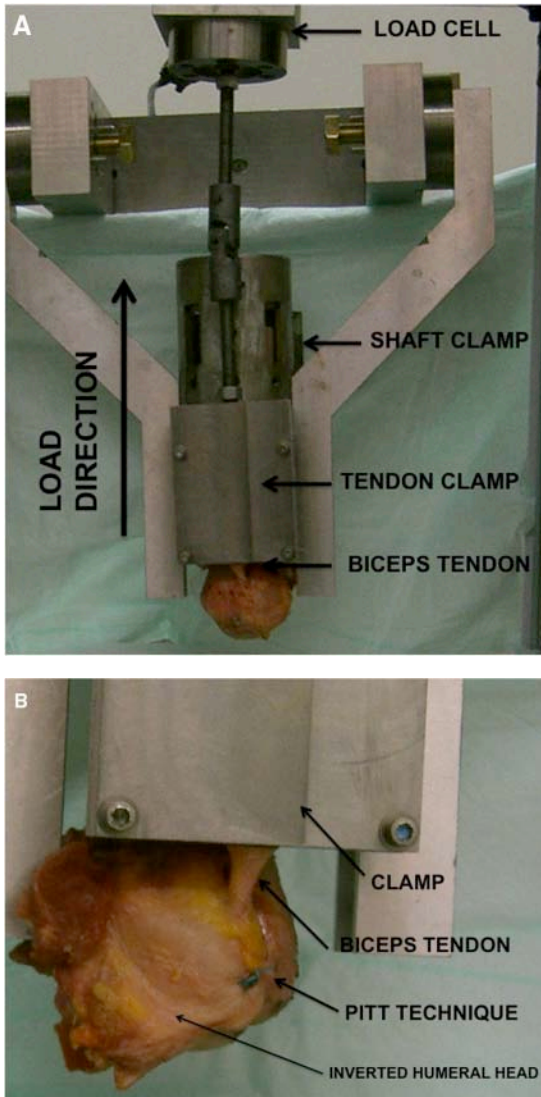 A
LOAD CELL
SHAFT CLAMP
LOAD
DIRECTION
TENDON CLAMP
BICEPS TENDON
B
CLAMP
BICEPS TENDON
PITT TECHNIQUE
INVERTED HUMERAL HEAD